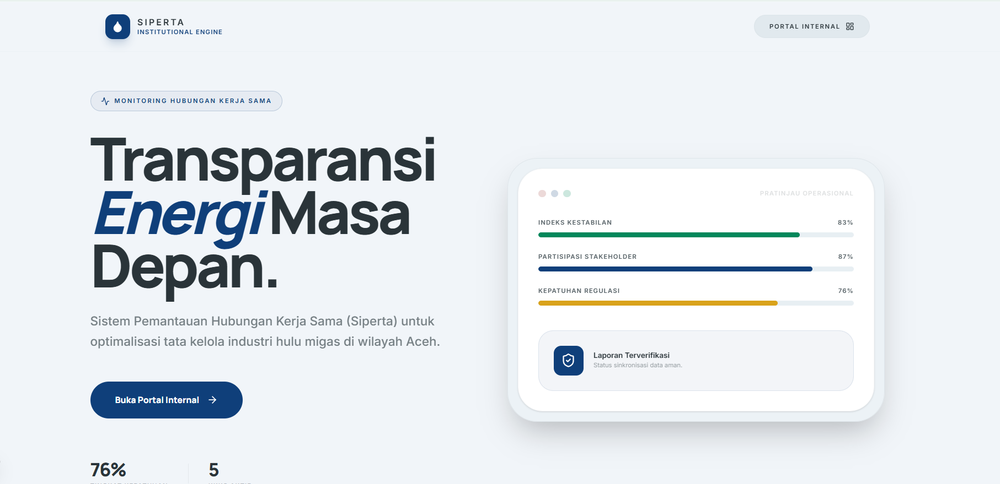 SIPERTA
INSTITUTIONAL ENGINE
PORTAL INTERNAL
MONITORING HUBUNGAN KERJA SAMA
Transparansi
Energi Masa
Depan.
Sistem Pemantauan Hubungan Kerja Sama (Siperta) untuk
optimalisasi tata kelola industri hulu migas di wilayah Aceh.
Buka Portal Internal
76%
5
PRATINJAU OPERASIONAL
INDEKS KESTABILAN 83%
PARTISIPASI STAKEHOLDER 87%
KEPATUHAN REGULASI 76%
Laporan Terverifikasi
Status sinkronisasi data aman.